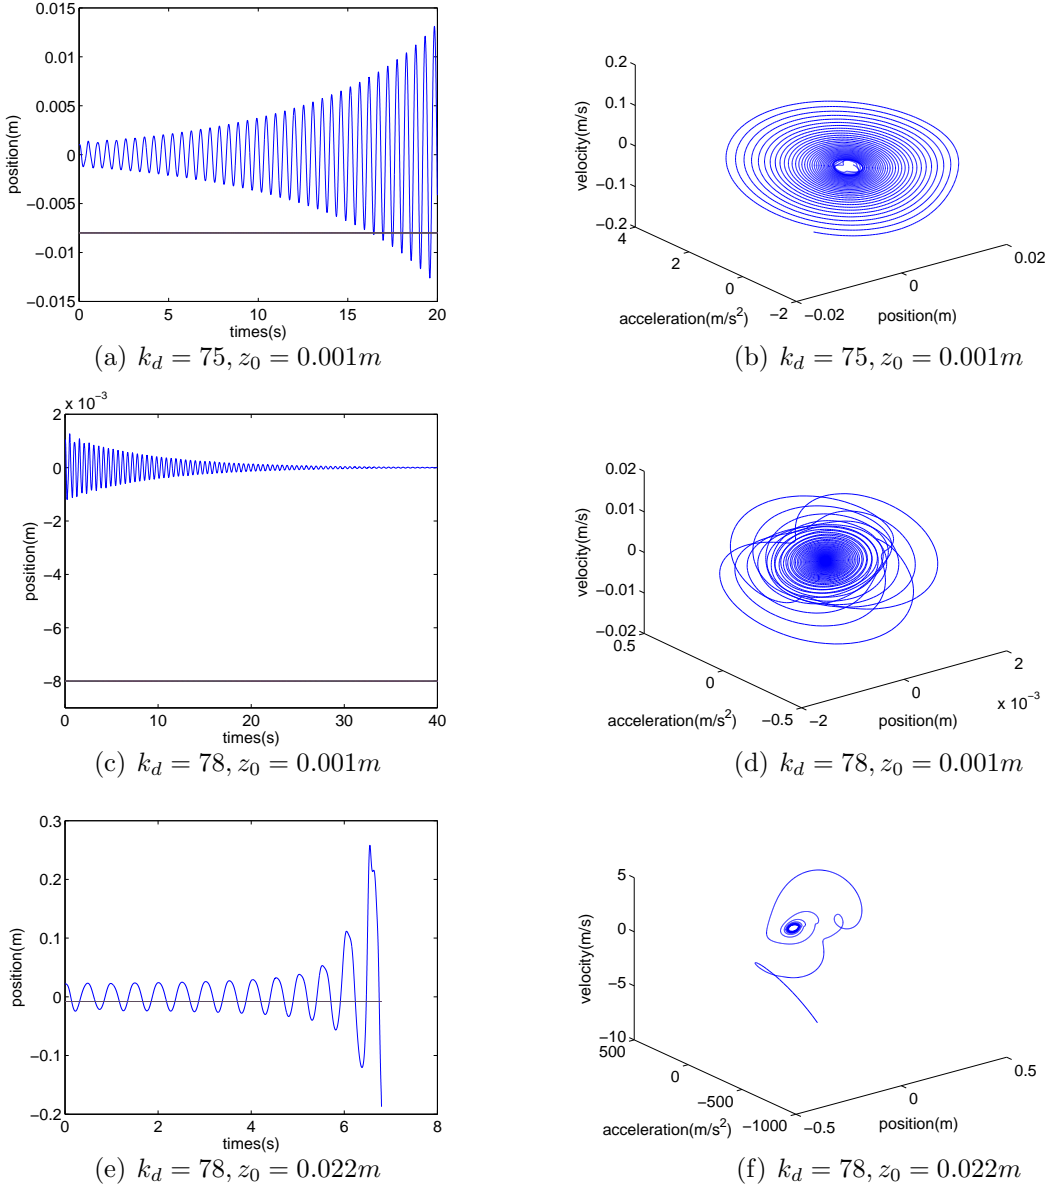 0.015
0.01
0.005
0
−0.005
−0.01
−0.015
position(m)
0 5 10 15 20
times(s)
(a) k_d = 75, z_0 = 0.001m
0.2
0.1
0
−0.1
−0.2
velocity(m/s)
4
2
0
−2
acceleration(m/s²)
−0.02
0
0.02
position(m)
(b) k_d = 75, z_0 = 0.001m
x 10⁻³
2
0
−2
−4
−6
−8
position(m)
0 10 20 30 40
times(s)
(c) k_d = 78, z_0 = 0.001m
0.02
0.01
0
−0.01
−0.02
velocity(m/s)
0.5
0
−0.5
acceleration(m/s²)
−2
0
2
x 10⁻³
position(m)
(d) k_d = 78, z_0 = 0.001m
0.3
0.2
0.1
0
−0.1
−0.2
position(m)
0 2 4 6 8
times(s)
(e) k_d = 78, z_0 = 0.022m
5
0
−5
−10
velocity(m/s)
500
0
−500
−1000
acceleration(m/s²)
−0.5
0
0.5
position(m)
(f) k_d = 78, z_0 = 0.022m